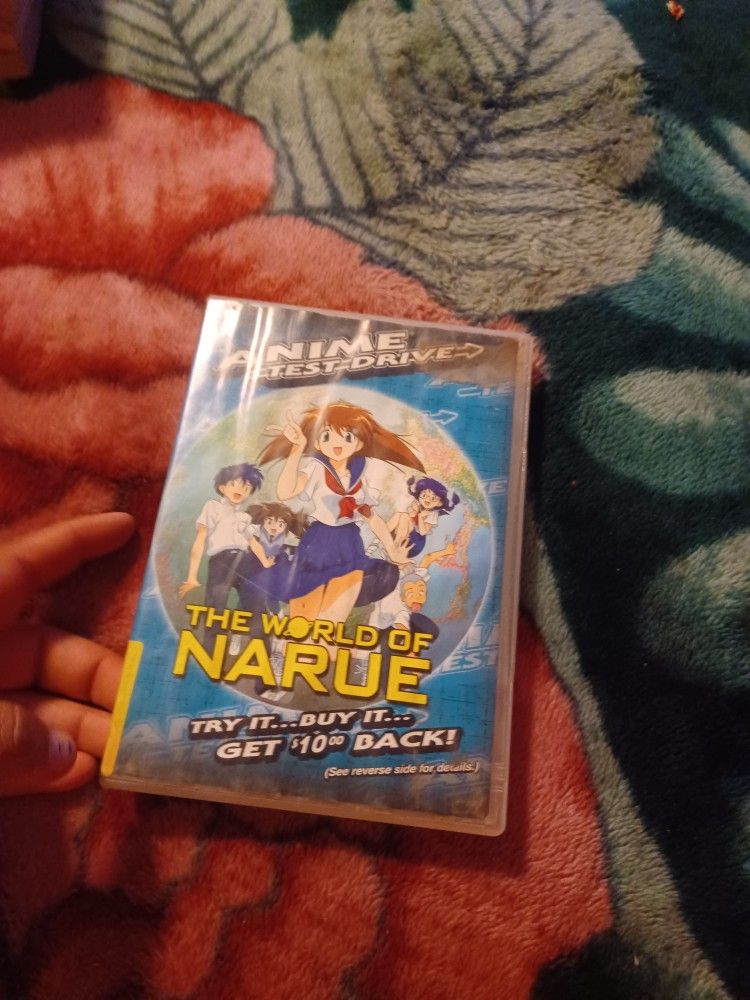 ANIME
TEST-DRIVE
THE WORLD OF
NARUE
TRY IT...BUY IT...
GET $10.00 BACK!
(See reverse side for details.)